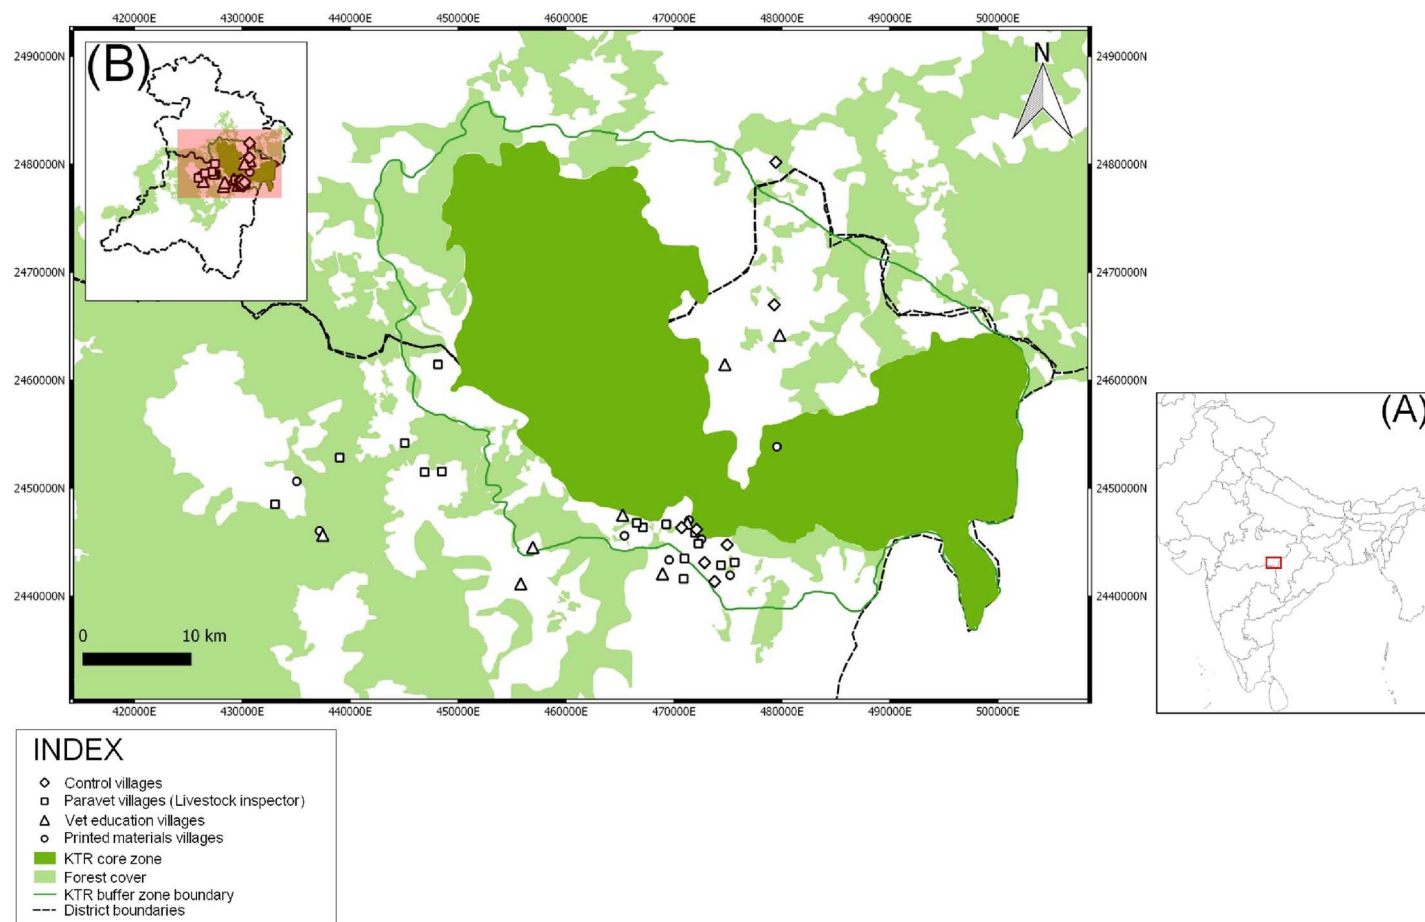 420000E 430000E 440000E 450000E 460000E 470000E 480000E 490000E 500000E
2490000N 2490000N
(B)
N
2480000N 2480000N
2470000N 2470000N
2460000N 2460000N
(A)
2450000N 2450000N
2440000N 2440000N
0 10 km
420000E 430000E 440000E 450000E 460000E 470000E 480000E 490000E 500000E
INDEX
Control villages
Paravet villages (Livestock inspector)
Vet education villages
Printed materials villages
KTR core zone
Forest cover
KTR buffer zone boundary
District boundaries